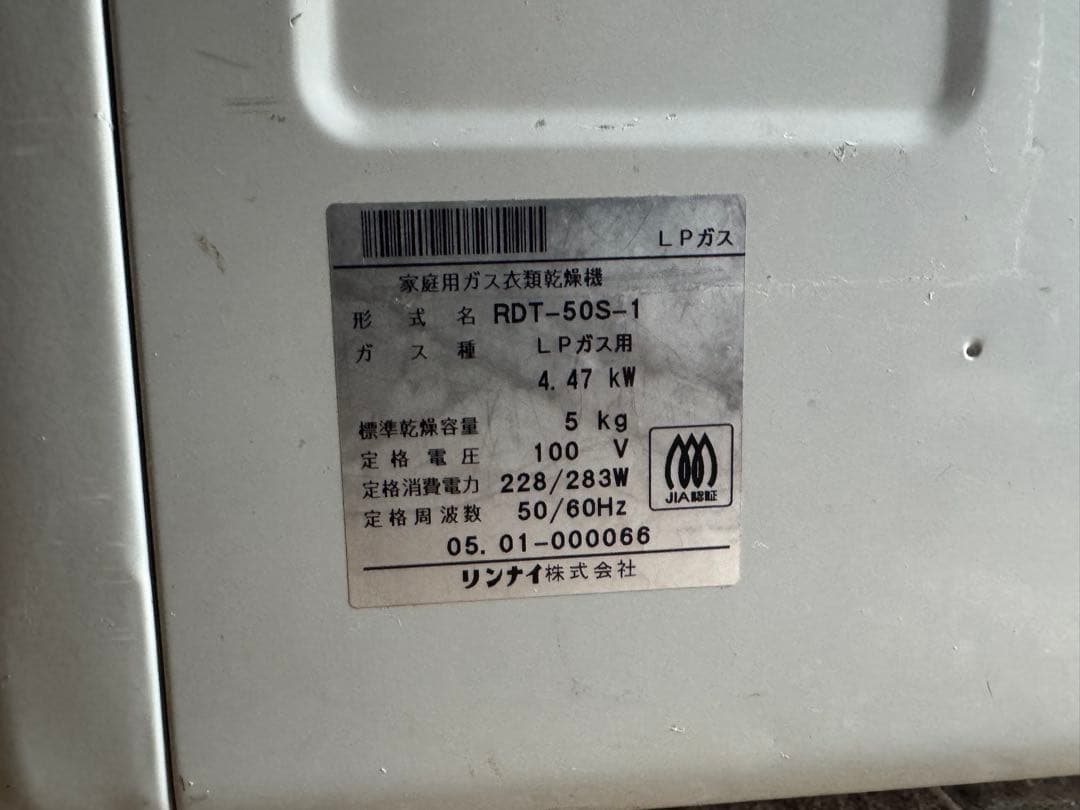 LPガス
家庭用ガス衣類乾燥機
形式名 RDT-50S-1
ガス種 LPガス用
4.47 kW
標準乾燥容量 5 kg
定格電圧 100 V
定格消費電力 228/283W
定格周波数 50/60Hz
JIA認証
05.01-000066
リンナイ株式会社